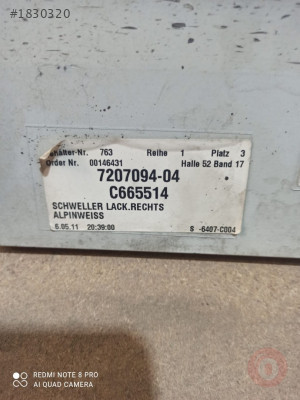 #1830320
hälter-Nr. 763 Reihe 1 Platz 3
Order Nr. 00146431 Halle 52 Band 17
7207094-04
C665514
SCHWELLER LACK.RECHTS
ALPINWEISS
6.05.11 20:39:00 S -6407-C004
REDMI NOTE 8 PRO
AI QUAD CAMERA